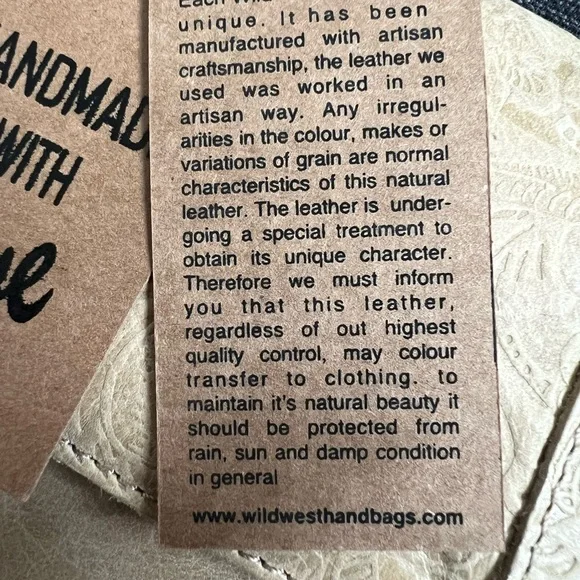 HANDMAD
WITH
Each Wild
unique. It has been
manufactured with artisan
craftsmanship, the leather we
used was worked in an
artisan way. Any irregul-
arities in the colour, makes or
variations of grain are normal
characteristics of this natural
leather. The leather is under-
going a special treatment to
obtain its unique character.
Therefore we must inform
you that this leather,
regardless of out highest
quality control, may colour
transfer to clothing. to
maintain it's natural beauty it
should be protected from
rain, sun and damp condition
in general
www.wildwesthandbags.com